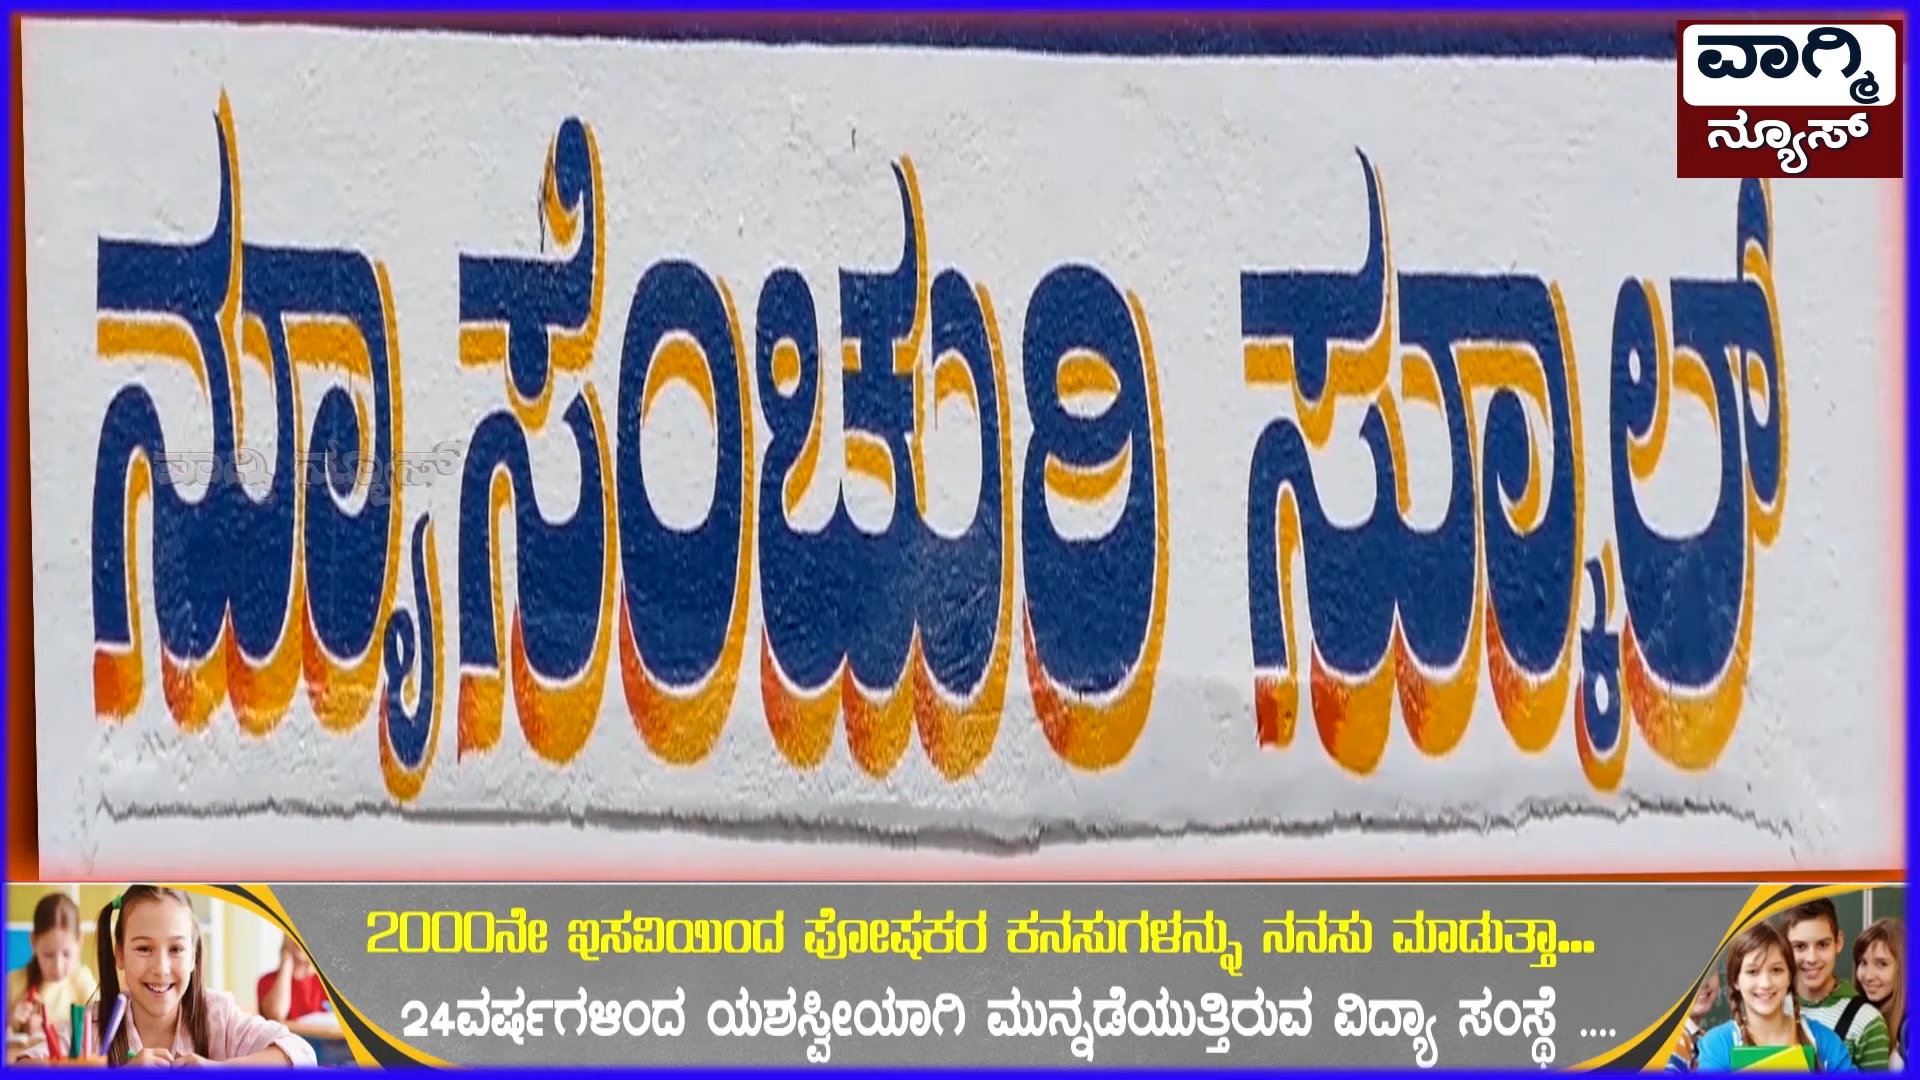 ವಾಗ್ಮಿ
ನ್ಯೂಸ್
ನ್ಯೂ ಸೆಂಚುರಿ ಸ್ಕೂಲ್
ವಾಗ್ಮಿ ನ್ಯೂಸ್
2000ನೇ ಇಸವಿಯಿಂದ ಪೋಷಕರ ಕನಸುಗಳನ್ನು ನನಸು ಮಾಡುತ್ತಾ...
24ವರ್ಷಗಳಿಂದ ಯಶಸ್ವೀಯಾಗಿ ಮುನ್ನಡೆಯುತ್ತಿರುವ ವಿದ್ಯಾ ಸಂಸ್ಥೆ ....